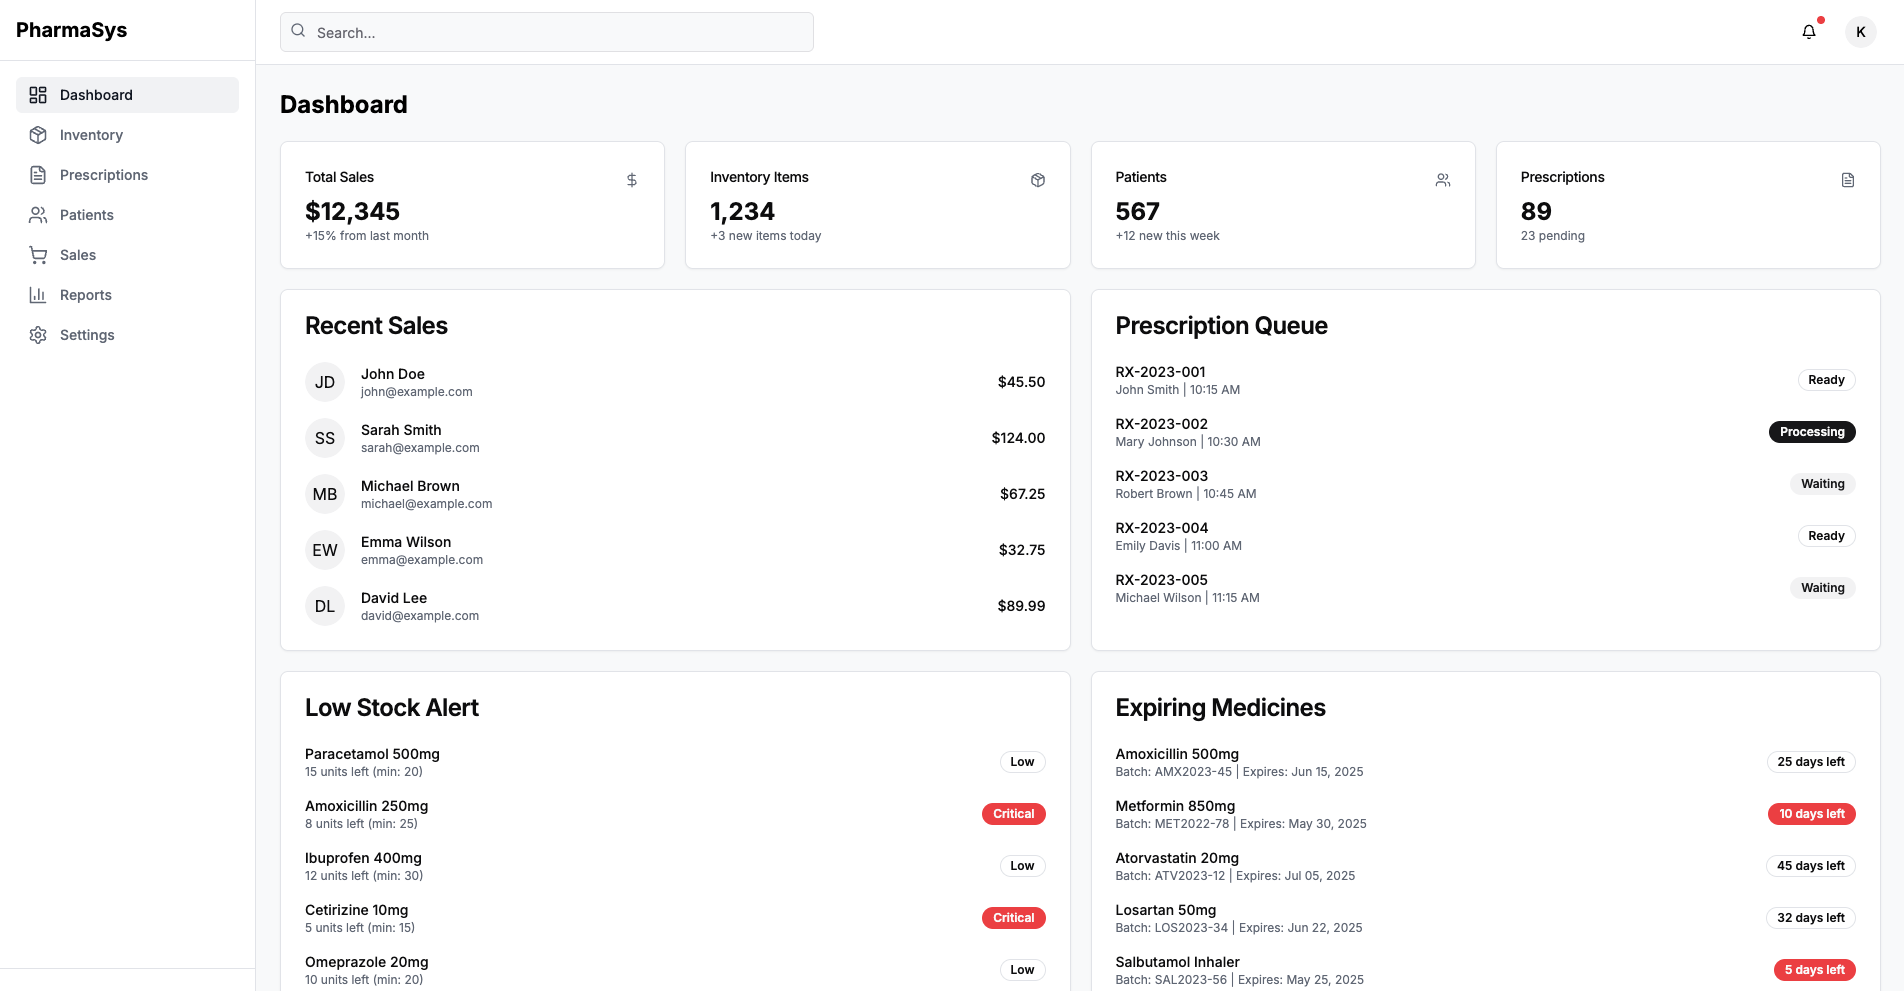 PharmaSys
Search...
K
Dashboard
Inventory
Prescriptions
Patients
Sales
Reports
Settings
Dashboard
Total Sales
$12,345
+15% from last month
Inventory Items
1,234
+3 new items today
Patients
567
+12 new this week
Prescriptions
89
23 pending
Recent Sales
JD
John Doe
john@example.com
$45.50
SS
Sarah Smith
sarah@example.com
$124.00
MB
Michael Brown
michael@example.com
$67.25
EW
Emma Wilson
emma@example.com
$32.75
DL
David Lee
david@example.com
$89.99
Prescription Queue
RX-2023-001
John Smith | 10:15 AM
Ready
RX-2023-002
Mary Johnson | 10:30 AM
Processing
RX-2023-003
Robert Brown | 10:45 AM
Waiting
RX-2023-004
Emily Davis | 11:00 AM
Ready
RX-2023-005
Michael Wilson | 11:15 AM
Waiting
Low Stock Alert
Paracetamol 500mg
15 units left (min: 20)
Low
Amoxicillin 250mg
8 units left (min: 25)
Critical
Ibuprofen 400mg
12 units left (min: 30)
Low
Cetirizine 10mg
5 units left (min: 15)
Critical
Omeprazole 20mg
10 units left (min: 20)
Low
Expiring Medicines
Amoxicillin 500mg
Batch: AMX2023-45 | Expires: Jun 15, 2025
25 days left
Metformin 850mg
Batch: MET2022-78 | Expires: May 30, 2025
10 days left
Atorvastatin 20mg
Batch: ATV2023-12 | Expires: Jul 05, 2025
45 days left
Losartan 50mg
Batch: LOS2023-34 | Expires: Jun 22, 2025
32 days left
Salbutamol Inhaler
Batch: SAL2023-56 | Expires: May 25, 2025
5 days left